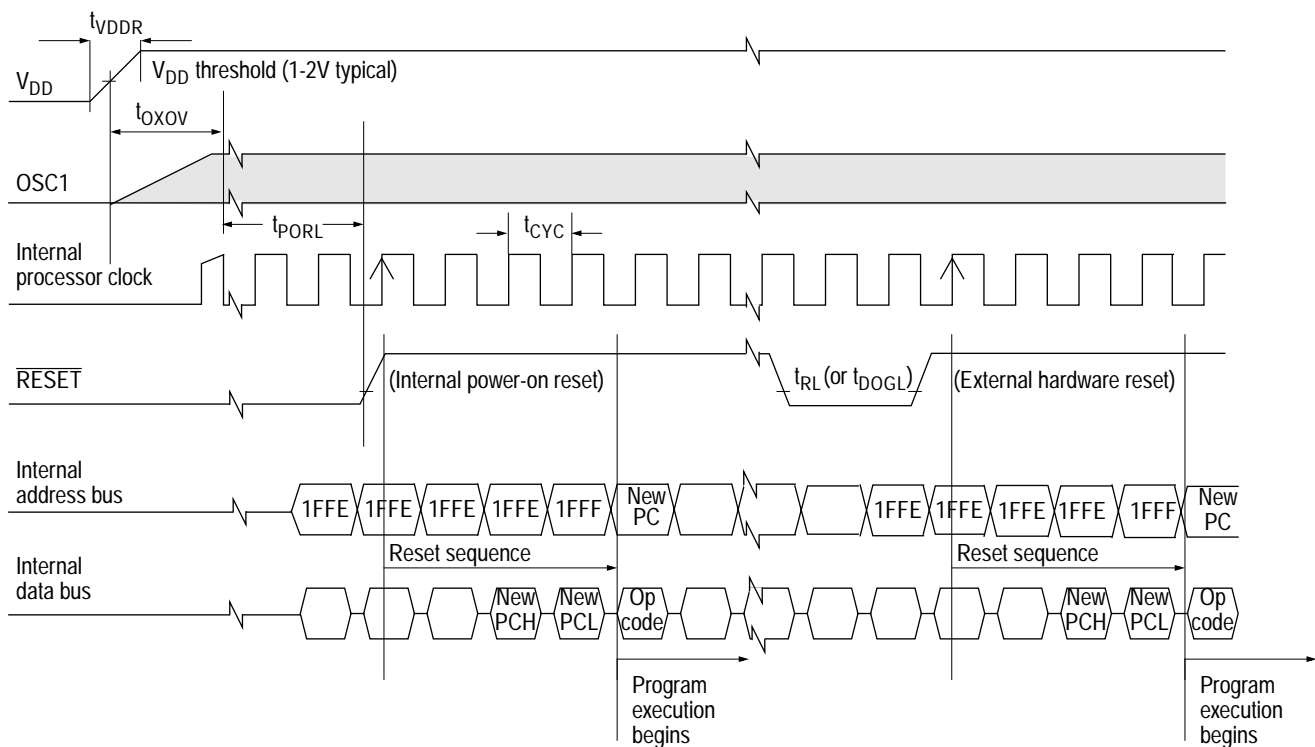 tVDDR
VDD
VDD threshold (1-2V typical)
tOXOV
OSC1
tPORL
tCYC
Internal
processor clock
RESET
(Internal power-on reset)
tRL (or tDOGL)
(External hardware reset)
Internal
address bus
1FFE 1FFE 1FFE 1FFE 1FFF New PC 1FFE 1FFE 1FFE 1FFE 1FFF New PC
Reset sequence
Reset sequence
Internal
data bus
New PCH New PCL Op code New PCH New PCL Op code
Program
execution
begins
Program
execution
begins